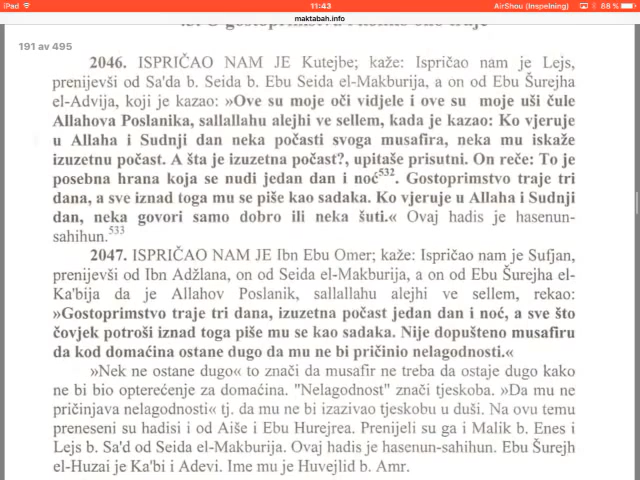 iPad
11:43
AirShou (Inspelning)
68 %
maktabah.info
191 av 495
2046. ISPRIČAO NAM JE Kutejbe; kaže: Ispričao nam je Lejs,
prenijevši od Sa'da b. Seida b. Ebu Seida el-Makburija, a on od Ebu Šurejha
el-Advija, koji je kazao: »Ove su moje oči vidjele i ove su moje uši čule
Allahova Poslanika, sallallahu alejhi ve sellem, kada je kazao: Ko vjeruje
u Allaha i Sudnji dan neka počasti svoga musafira, neka mu iskaže
izuzetnu počast. A šta je izuzetna počast?, upitaše prisutni. On reče: To je
posebna hrana koja se nudi jedan dan i noć532. Gostoprimstvo traje tri
dana, a sve iznad toga mu se piše kao sadaka. Ko vjeruje u Allaha i Sudnji
dan, neka govori samo dobro ili neka šuti.« Ovaj hadis je hasenun-
sahihun.533
2047. ISPRIČAO NAM JE Ibn Ebu Omer; kaže: Ispričao nam je Sufjan,
prenijevši od Ibn Adžlana, on od Seida el-Makburija, a on od Ebu Šurejha el-
Ka'bija da je Allahov Poslanik, sallallahu alejhi ve sellem, rekao:
»Gostoprimstvo traje tri dana, izuzetna počast jedan dan i noć, a sve što
čovjek potroši iznad toga piše mu se kao sadaka. Nije dopušteno musafiru
da kod domaćina ostane dugo da mu ne bi pričinio nelagodnosti.«
»Nek ne ostane dugo« to znači da musafir ne treba da ostaje dugo kako
ne bi bio opterećenje za domaćina. "Nelagodnost" znači tjeskoba. »Da mu ne
pričinjava nelagodnosti« tj. da mu ne bi izazivao tjeskobu u duši. Na ovu temu
preneseni su hadisi i od Aiše i Ebu Hurejrea. Prenijeli su ga i Malik b. Enes i
Lejs b. Sa'd od Seida el-Makburija. Ovaj hadis je hasenun-sahihun. Ebu Šurejh
el-Huzai je Ka'bi i Adevi. Ime mu je Huvejlid b. Amr.